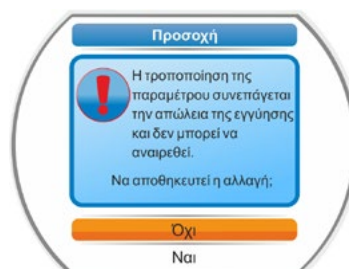 Προσοχή
Η τροποποίηση της
παραμέτρου συνεπάγεται
την απώλεια της εγγύησης
και δεν μπορεί να
αναιρεθεί.
Να αποθηκευτεί η αλλαγή;
Όχι
Ναι